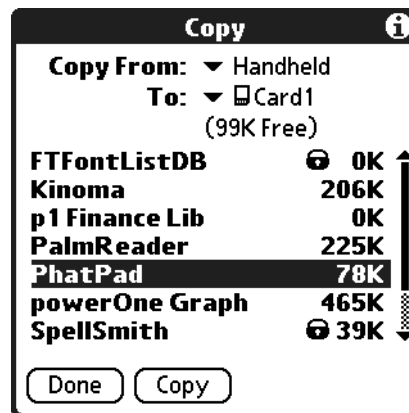 Copy
Copy From: Handheld
To: Card1
(99K Free)
FTFontListDB 0K
Kinoma 206K
p1 Finance Lib 0K
PalmReader 225K
PhatPad 78K
powerOne Graph 465K
SpellSmith 39K
Done Copy